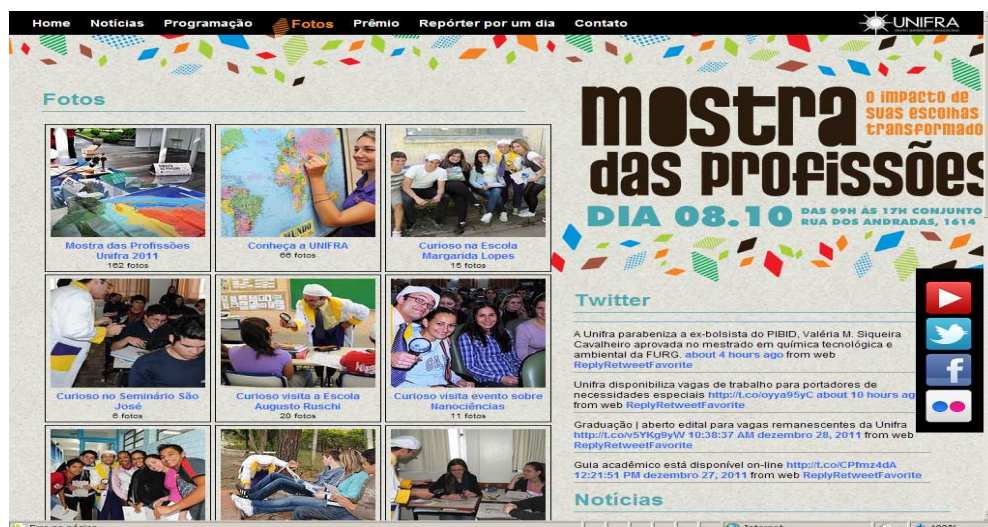 Home Notícias Programação Fotos Prêmio Repórter por um dia Contato
UNIFRA
Fotos
Mostra das Profissões
Unifra 2011
162 fotos
Conheça a UNIFRA
66 fotos
Curioso na Escola
Margarida Lopes
15 fotos
Curioso no Seminário São
José
6 fotos
Curioso visita a Escola
Augusto Ruschi
20 fotos
Curioso visita evento sobre
Nanociências
11 fotos
mostra
das profissões
o impacto de
suas escolhas
transformado
DIA 08.10
DAS 09H ÀS 17H CONJUNTO
RUA DOS ANDRADAS, 1614
Twitter
A Unifra parabeniza a ex-bolsista do PIBID, Valéria M. Siqueira
Cavalheiro aprovada no mestrado em química tecnológica e
ambiental da FURG. about 4 hours ago from web
ReplyRetweetFavorite
Unifra disponibiliza vagas de trabalho para portadores de
necessidades especiais http://t.co/oyya95yC about 10 hours ag
from web ReplyRetweetFavorite
Graduação | aberto edital para vagas remanescentes da Unifra
http://t.co/v5YKg9yW 10:38:37 AM dezembro 28, 2011 from web
ReplyRetweetFavorite
Guia acadêmico está disponível on-line http://t.co/CPfmz4dA
12:21:51 PM dezembro 27, 2011 from web ReplyRetweetFavorite
Notícias